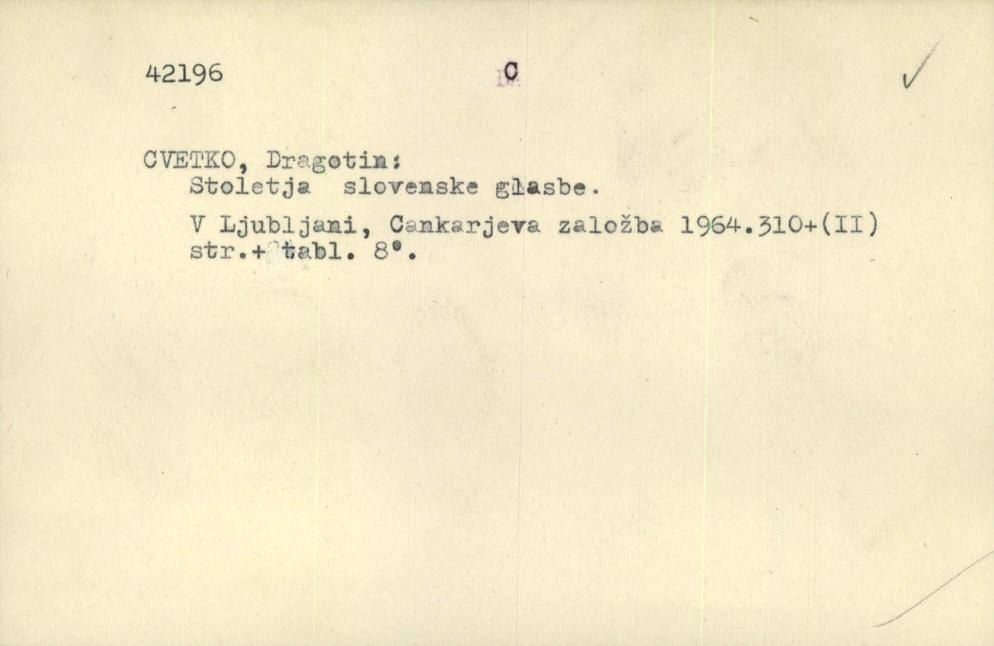 42196 C
CVETKO, Dragotin:
Stoletja slovenske glasbe.
V Ljubljani, Cankarjeva založba 1964.310+(II)
str.+ tabl. 8°.